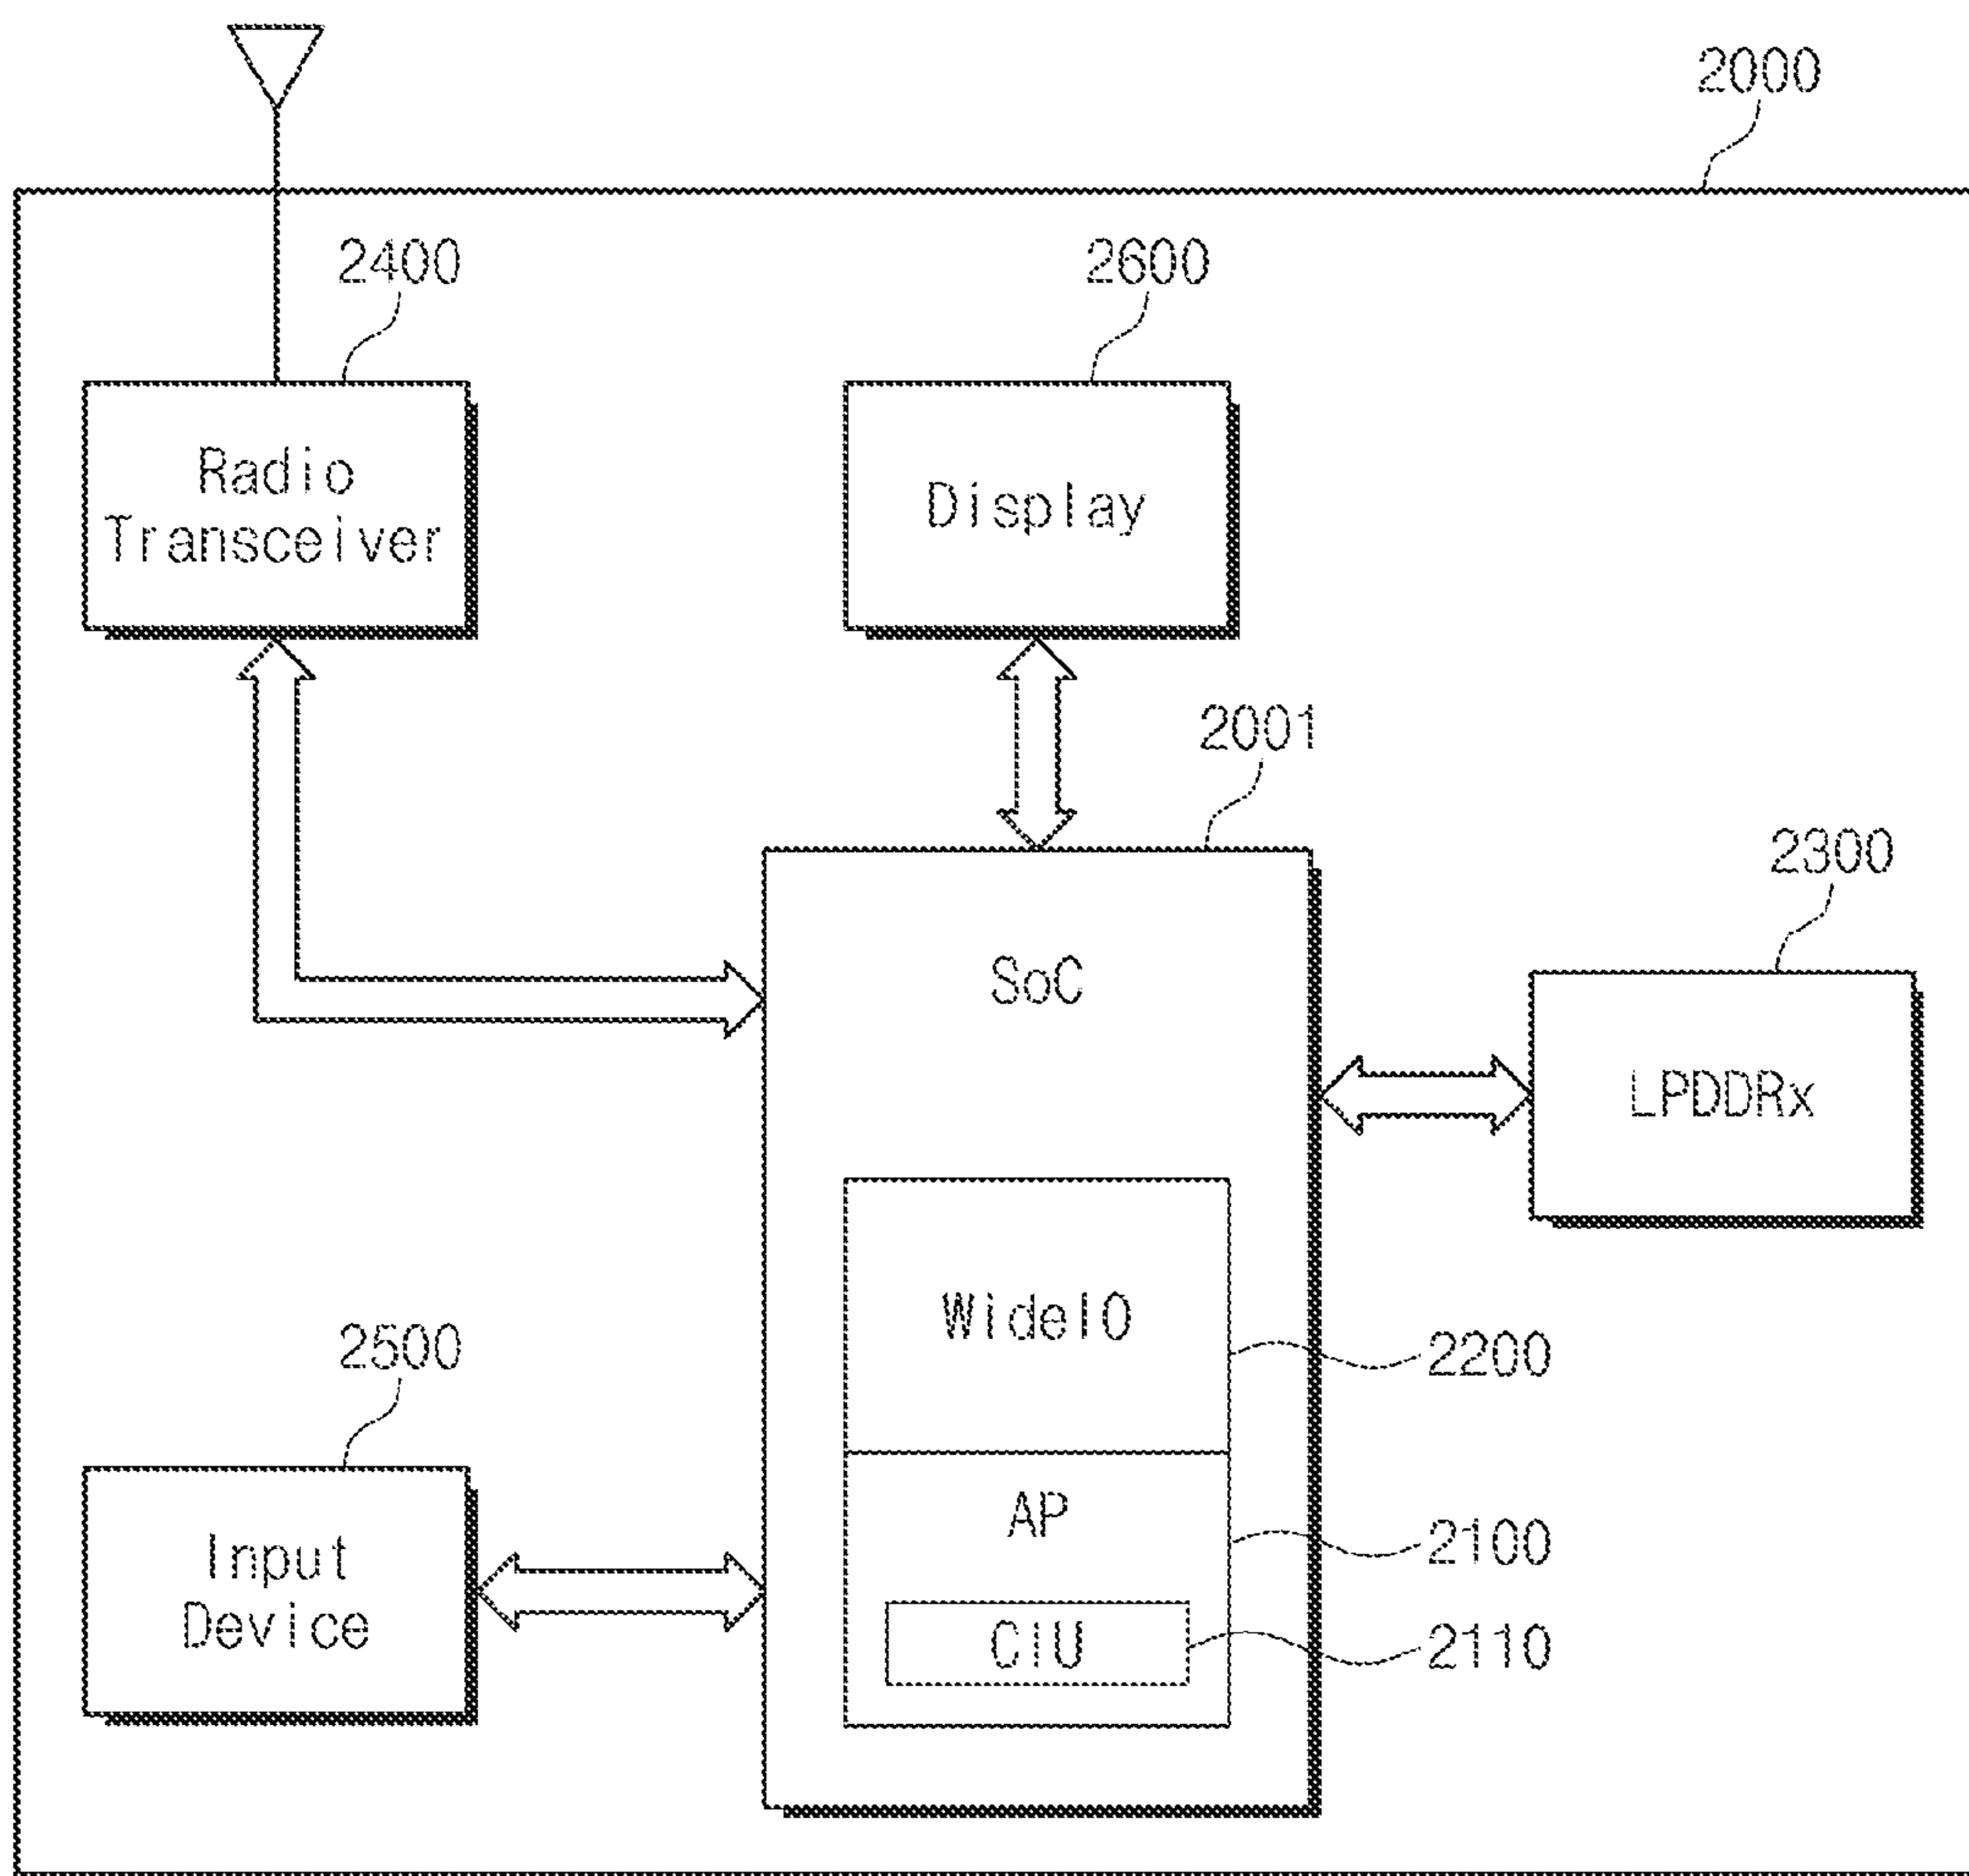 2000
2400
2600
Radio
Transceiver
Display
2001
2300
SoC
LPDDRx
WideIO
2200
2500
AP
2100
Input
Device
CIU
2110